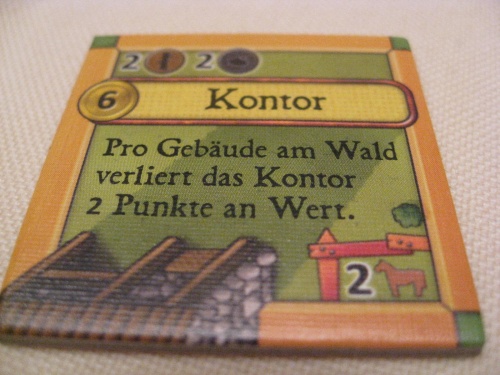 2 2
6 Kontor
Pro Gebäude am Wald
verliert das Kontor
2 Punkte an Wert.
2